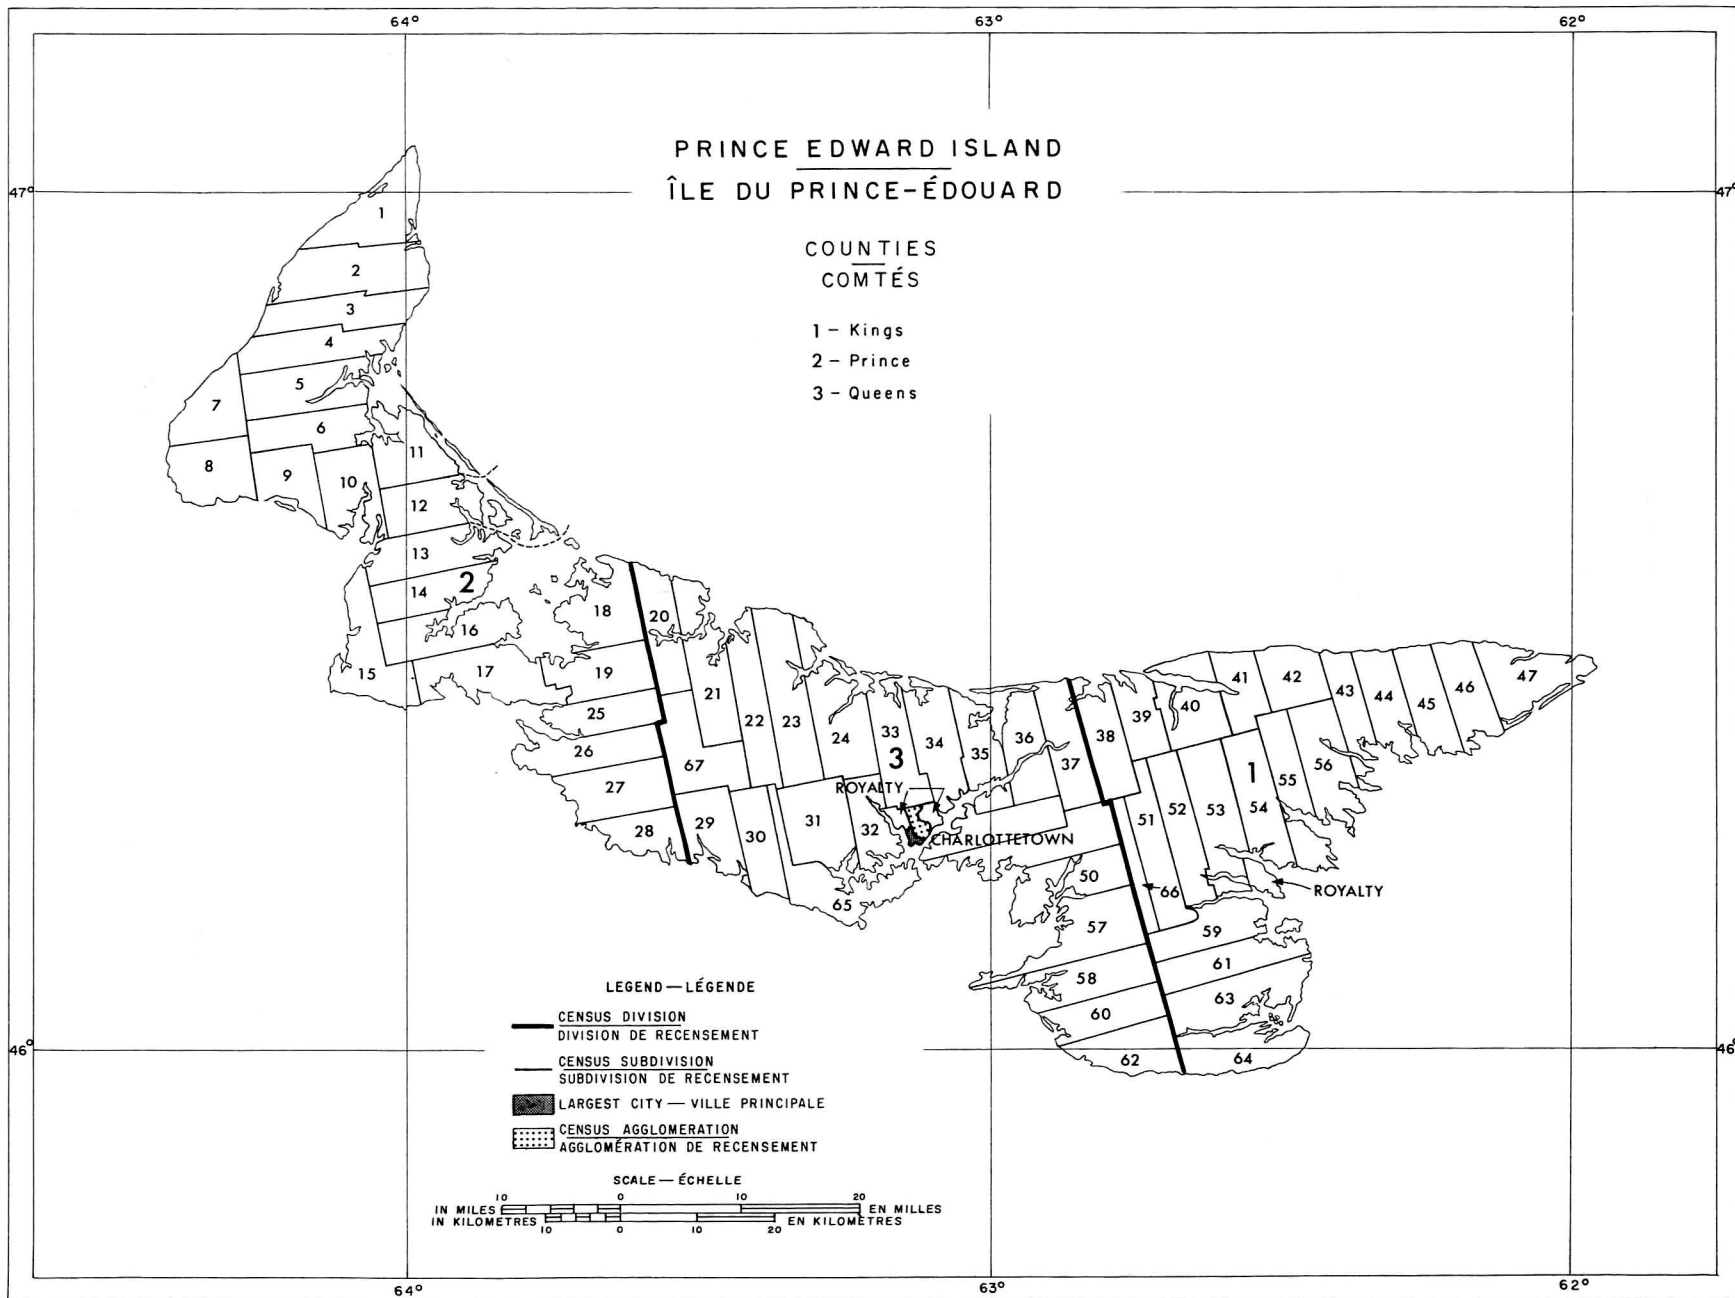 64° 63° 62°
PRINCE EDWARD ISLAND
47° 47°
ÎLE DU PRINCE-ÉDOUARD
COUNTIES
COMTÉS
1 - Kings
2 - Prince
3 - Queens
1
2
3
4
5
7
6
8
9
10
11
12
13
14
2
16
15
17
18
19
20
25
26
27
28
21
22
23
24
67
29
30
31
32
33
3
34
35
36
37
ROYALTY
CHARLOTTETOWN
65
38
39
40
41
42
43
44
45
46
47
51
52
53
1
54
55
56
50
66
ROYALTY
57
59
58
61
60
63
62
64
46° 46°
LEGEND — LÉGENDE
CENSUS DIVISION
DIVISION DE RECENSEMENT
CENSUS SUBDIVISION
SUBDIVISION DE RECENSEMENT
LARGEST CITY — VILLE PRINCIPALE
CENSUS AGGLOMERATION
AGGLOMÉRATION DE RECENSEMENT
SCALE — ÉCHELLE
10 0 10 20
IN MILES EN MILLES
IN KILOMETRES EN KILOMÈTRES
10 0 10 20
64° 63° 62°